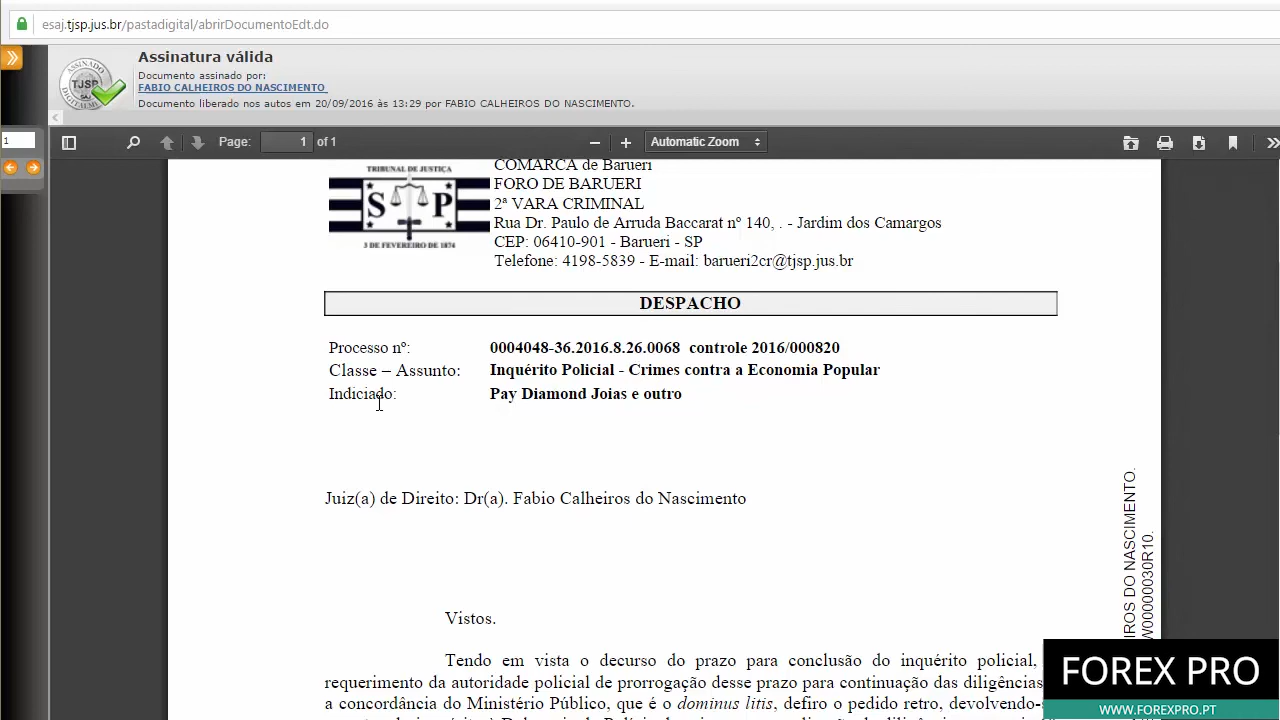 esaj.tjsp.jus.br/pastadigital/abrirDocumentoEdt.do
Assinatura válida
Documento assinado por:
FABIO CALHEIROS DO NASCIMENTO
Documento liberado nos autos em 20/09/2016 às 13:29 por FABIO CALHEIROS DO NASCIMENTO.
ASSINADO
TJSP
1
Page: 1 of 1
Automatic Zoom
COMARCA de Barueri
TRIBUNAL DE JUSTIÇA
FORO DE BARUERI
S P
2ª VARA CRIMINAL
Rua Dr. Paulo de Arruda Baccarat nº 140, . - Jardim dos Camargos
3 DE FEVEREIRO DE 1874
CEP: 06410-901 - Barueri - SP
Telefone: 4198-5839 - E-mail: barueri2cr@tjsp.jus.br
DESPACHO
Processo nº: 0004048-36.2016.8.26.0068 controle 2016/000820
Classe – Assunto: Inquérito Policial - Crimes contra a Economia Popular
Indiciado: Pay Diamond Joias e outro
Juiz(a) de Direito: Dr(a). Fabio Calheiros do Nascimento
Vistos.
Tendo em vista o decurso do prazo para conclusão do inquérito policial,
requerimento da autoridade policial de prorrogação desse prazo para continuação das diligências
a concordância do Ministério Público, que é o dominus litis, defiro o pedido retro, devolvendo-
IROS DO NASCIMENTO.
W00000030R10.
FOREX PRO
WWW.FOREXPRO.PT